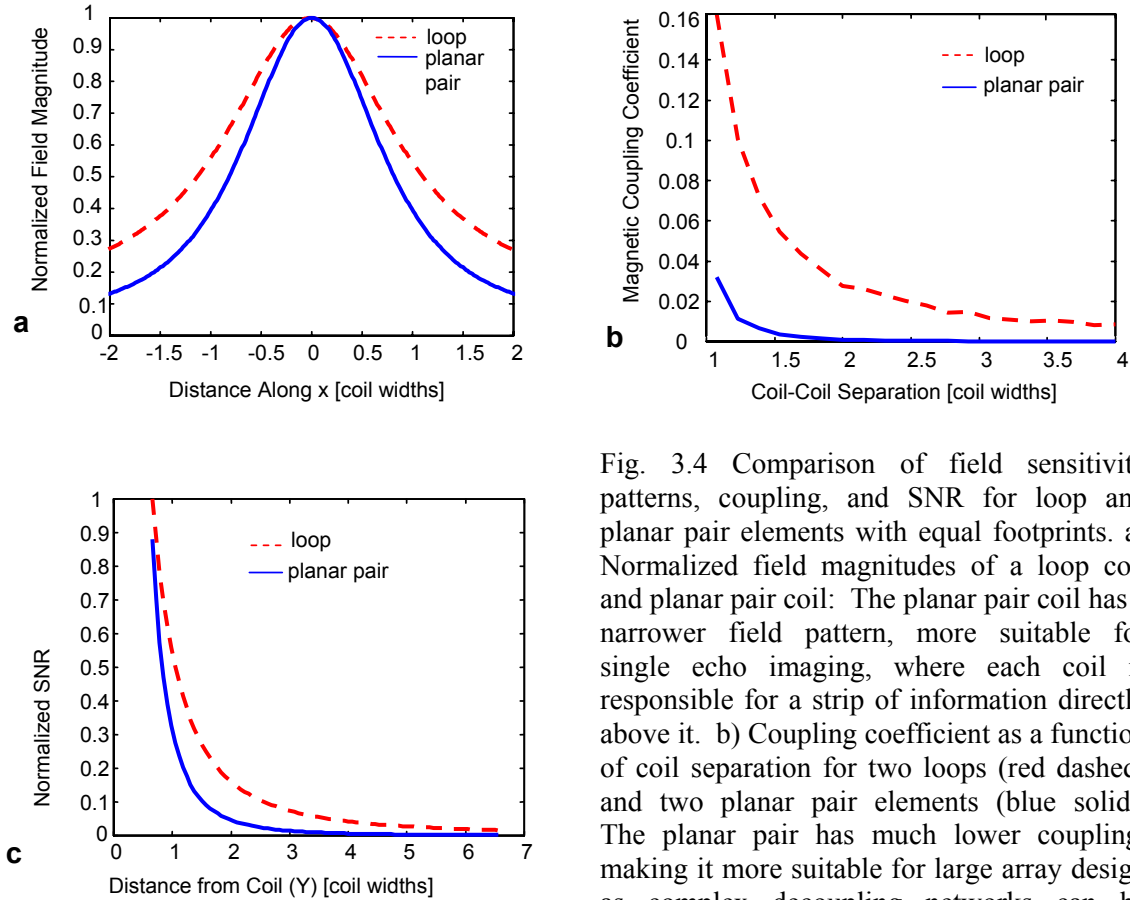 a
1
0.9
0.8
0.7
0.6
0.5
0.4
0.3
0.2
0.1
0
Normalized Field Magnitude
loop
planar
pair
-2 -1.5 -1 -0.5 0 0.5 1 1.5 2
Distance Along x [coil widths]
b
0.16
0.14
0.12
0.1
0.08
0.06
0.04
0.02
0
Magnetic Coupling Coefficient
loop
planar pair
1 1.5 2 2.5 3 3.5 4
Coil-Coil Separation [coil widths]
c
1
0.9
0.8
0.7
0.6
0.5
0.4
0.3
0.2
0.1
0
Normalized SNR
loop
planar pair
0 1 2 3 4 5 6 7
Distance from Coil (Y) [coil widths]
Fig. 3.4 Comparison of field sensitivit
patterns, coupling, and SNR for loop an
planar pair elements with equal footprints. a
Normalized field magnitudes of a loop co
and planar pair coil: The planar pair coil has
narrower field pattern, more suitable fo
single echo imaging, where each coil i
responsible for a strip of information directl
above it. b) Coupling coefficient as a function
of coil separation for two loops (red dashed
and two planar pair elements (blue solid
The planar pair has much lower coupling
making it more suitable for large array desig
as complex decoupling networks can b